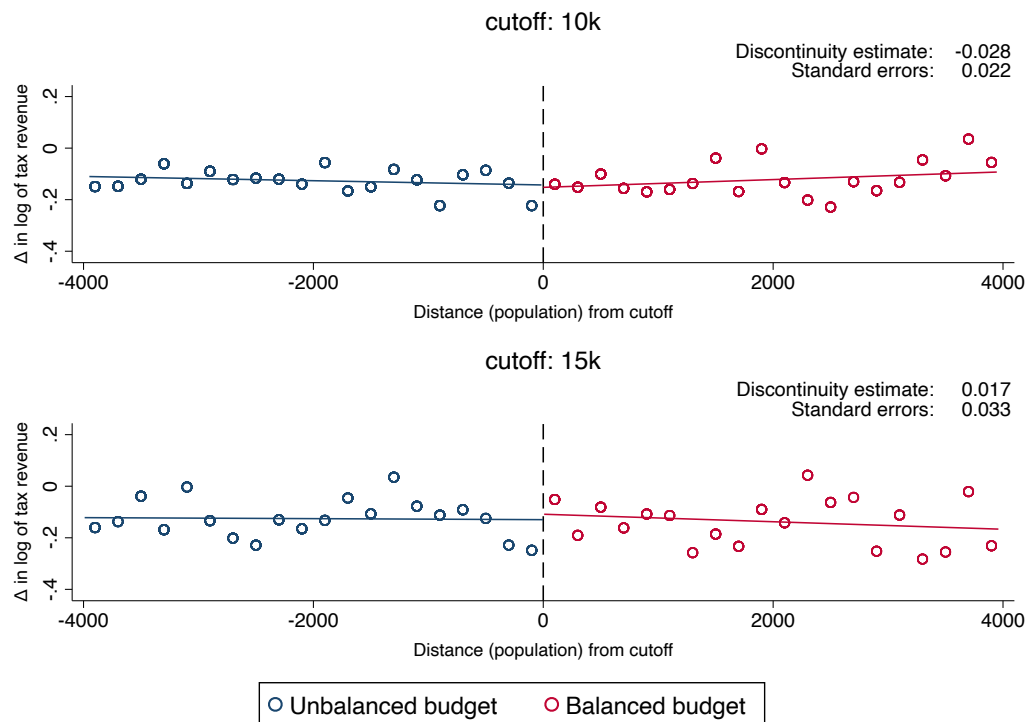 cutoff: 10k
Discontinuity estimate: -0.028
Standard errors: 0.022
Δ in log of tax revenue
.2
0
-.2
-.4
-4000 -2000 0 2000 4000
Distance (population) from cutoff
cutoff: 15k
Discontinuity estimate: 0.017
Standard errors: 0.033
Δ in log of tax revenue
.2
0
-.2
-.4
-4000 -2000 0 2000 4000
Distance (population) from cutoff
Unbalanced budget Balanced budget